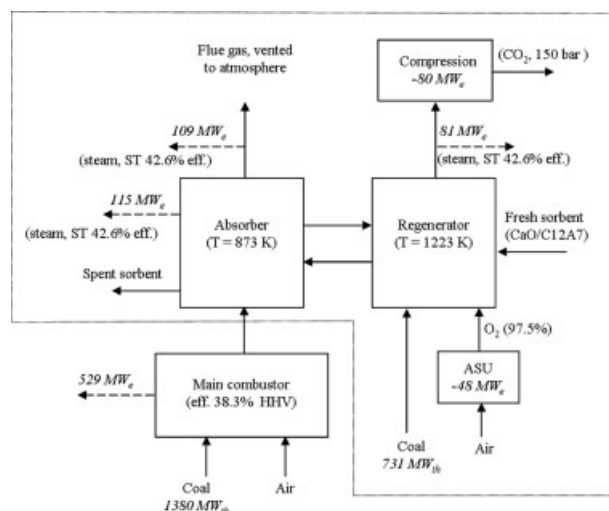 Flue gas, vented
to atmosphere
Compression
-80 MWe
(CO2, 150 bar )
109 MWe
(steam, ST 42.6% eff.)
81 MWe
(steam, ST 42.6% eff.)
115 MWe
(steam, ST 42.6% eff.)
Absorber
(T = 873 K)
Regenerator
(T = 1223 K)
Fresh sorbent
(CaO/C12A7)
Spent sorbent
O2 (97.5%)
529 MWe
Main combustor
(eff. 38.3% HHV)
ASU
-48 MWe
Coal
1380 MWth
Air
Coal
731 MWth
Air